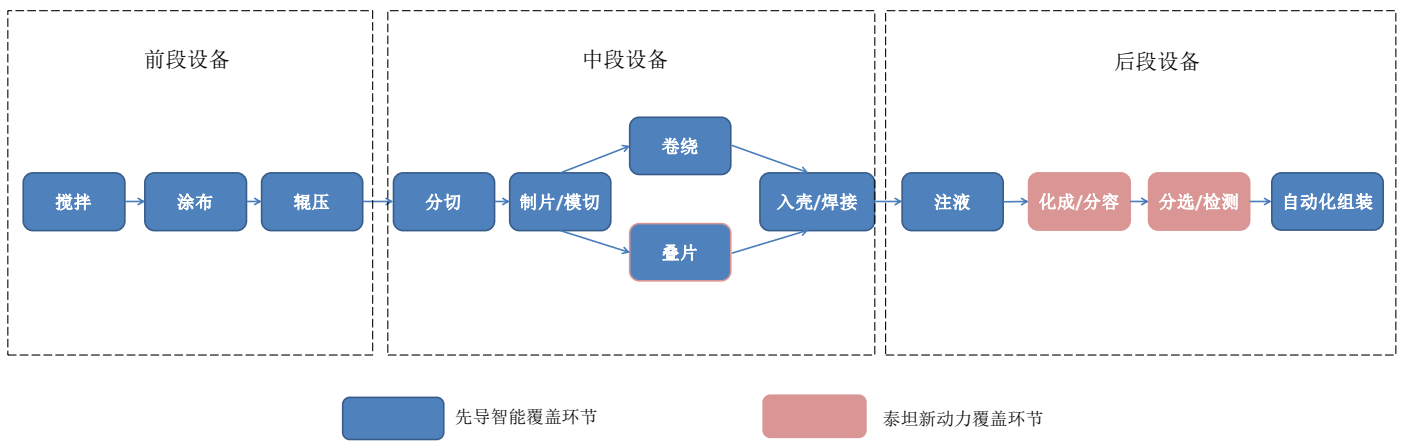 前段设备
中段设备
后段设备
搅拌
涂布
辊压
分切
制片/模切
卷绕
叠片
入壳/焊接
注液
化成/分容
分选/检测
自动化组装
先导智能覆盖环节
泰坦新动力覆盖环节